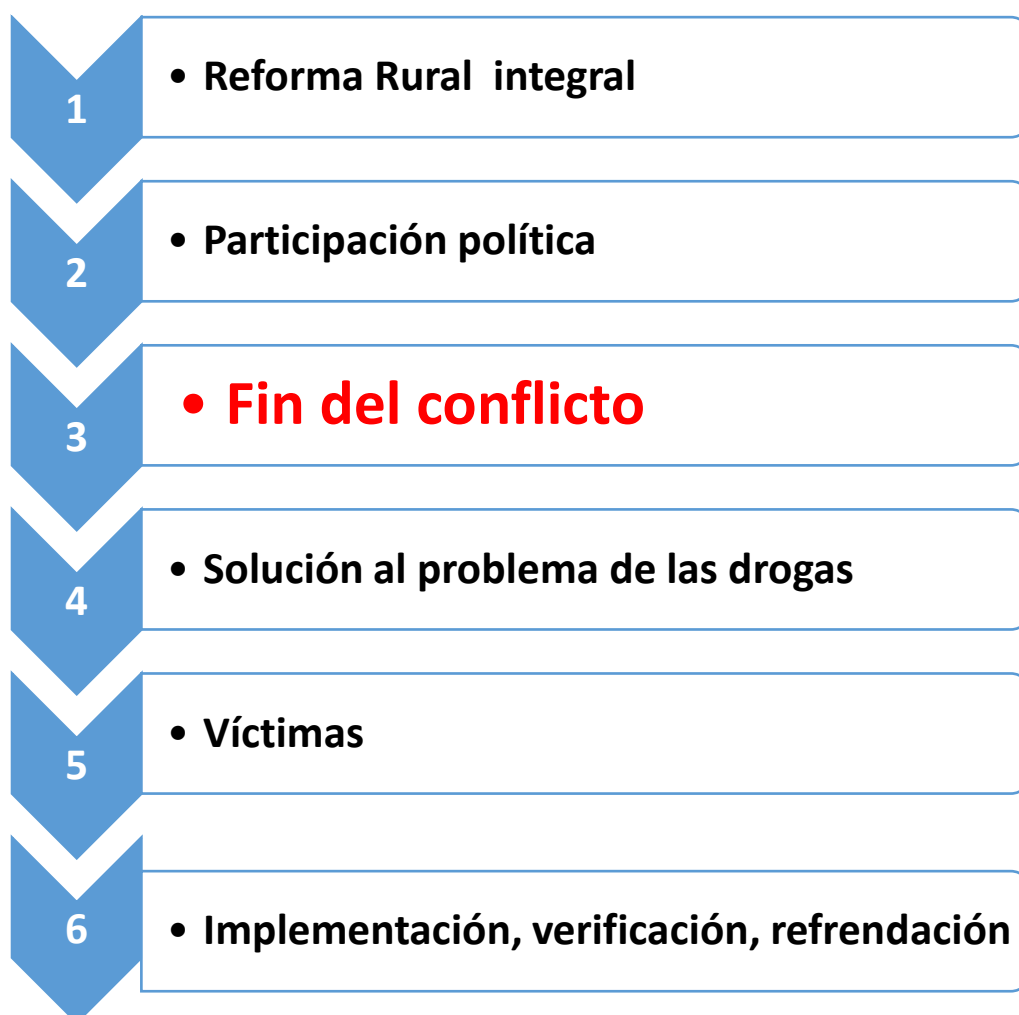 1
• Reforma Rural  integral
2
• Participación política
3
• Fin del conflicto
4
• Solución al problema de las drogas
5
• Víctimas
6
• Implementación, verificación, refrendación